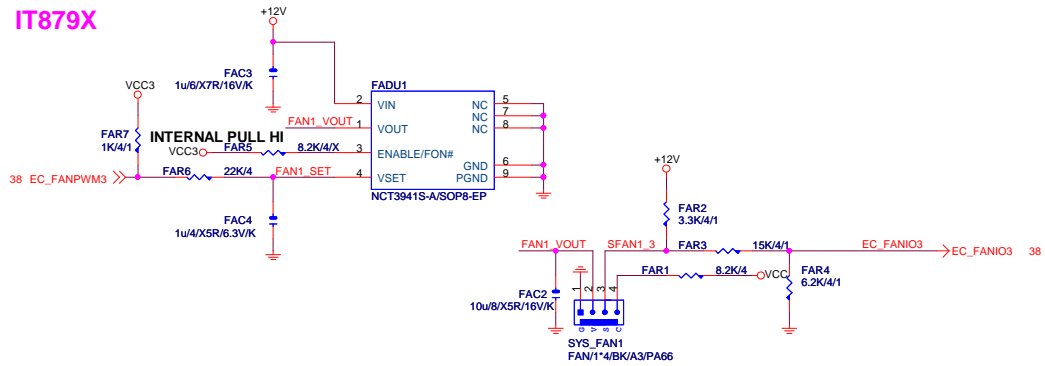 IT879X
+12V
FAC3
1u/6/X7R/16V/K
FADU1
VCC3
2
VIN
NC
5
NC
7
FAN1_VOUT
1
VOUT
NC
8
FAR7
1K/4/1
INTERNAL PULL HI
VCC3
FAR5
8.2K/4/X
3
ENABLE/FON#
GND
6
38 EC_FANPWM3
FAR6
22K/4
FAN1_SET
4
VSET
PGND
9
NCT3941S-A/SOP8-EP
+12V
FAC4
1u/4/X5R/6.3V/K
FAR2
3.3K/4/1
FAN1_VOUT
SFAN1_3
FAR3
15K/4/1
EC_FANIO3
EC_FANIO3 38
FAR1
8.2K/4
VCC
FAR4
6.2K/4/1
FAC2
10u/8/X5R/16V/K
1
2
3
4
G
V
S
C
SYS_FAN1
FAN/1*4/BK/A3/PA66